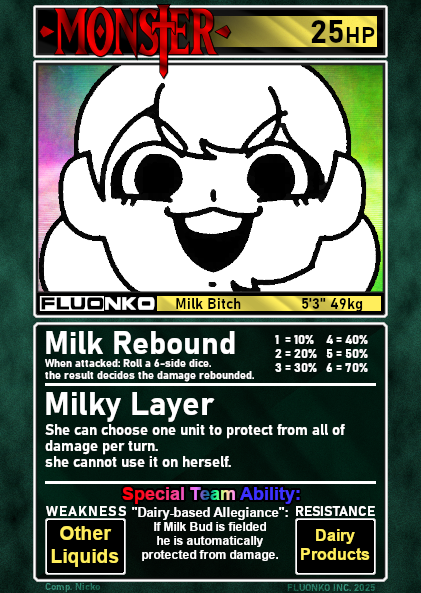 MONSTER
25HP
FLUONKO
Milk Bitch
5'3" 49kg
Milk Rebound
When attacked: Roll a 6-side dice.
the result decides the damage rebounded.
1 = 10% 4 = 40%
2 = 20% 5 = 50%
3 = 30% 6 = 70%
Milky Layer
She can choose one unit to protect from all of
damage per turn.
she cannot use it on herself.
Special Team Ability:
WEAKNESS
Other
Liquids
"Dairy-based Allegiance":
If Milk Bud is fielded
he is automatically
protected from damage.
RESISTANCE
Dairy
Products
Comp. Nicko
FLUONKO INC. 2025